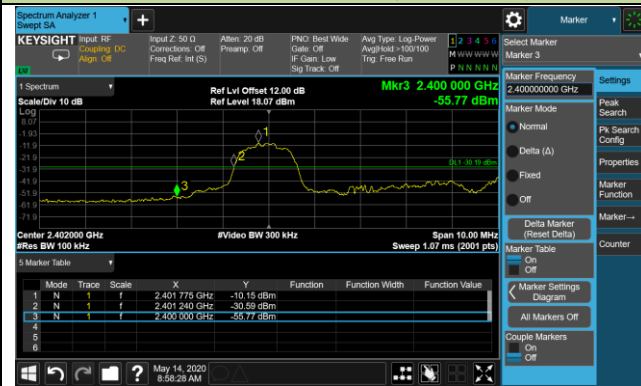 Spectrum Analyzer 1
Swept SA
Marker
KEYSIGHT
Input: RF
Coupling: DC
Align: Off
Input Z: 50 Ω
Corrections: Off
Freq Ref: Int (S)
Atten: 20 dB
Preamp: Off
PNO: Best Wide
Gate: Off
IF Gain: Low
Sig Track: Off
Avg Type: Log-Power
Avg|Hold:>100/100
Trig: Free Run
1 2 3 4 5 6
M W W W W W
P N N N N N
LXI
1 Spectrum
Scale/Div 10 dB
Ref Lvl Offset 12.00 dB
Ref Level 18.07 dBm
Mkr3 2.400 000 GHz
-55.77 dBm
Log
8.07
-1.93
-11.9
-21.9
-31.9
-41.9
-51.9
-61.9
-71.9
1
2
3
DL1 -30.19 dBm
Center 2.402000 GHz
#Res BW 100 kHz
#Video BW 300 kHz
Span 10.00 MHz
Sweep 1.07 ms (2001 pts)
5 Marker Table
Mode Trace Scale X Y Function Function Width Function Value
1 N 1 f 2.401 775 GHz -10.15 dBm
2 N 1 f 2.401 240 GHz -30.59 dBm
3 N 1 f 2.400 000 GHz -55.77 dBm
4
5
6
May 14, 2020
8:58:28 AM
Select Marker
Marker 3
Marker Frequency
2.400000000 GHz
Marker Mode
Normal
Delta (Δ)
Fixed
Off
Delta Marker
(Reset Delta)
Marker Table
On
Off
Marker Settings
Diagram
All Markers Off
Couple Markers
On
Off
Settings
Peak
Search
Pk Search
Config
Properties
Marker
Function
Marker→
Counter